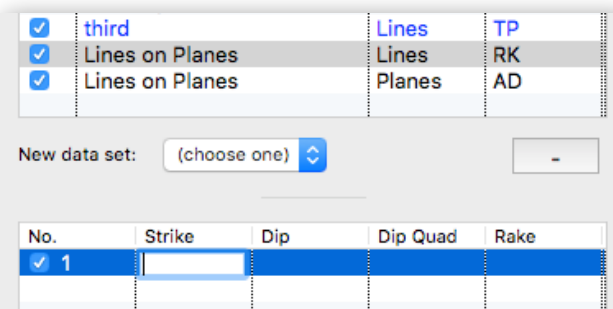 third Lines TP
Lines on Planes Lines RK
Lines on Planes Planes AD
New data set: (choose one) -
No. Strike Dip Dip Quad Rake
1